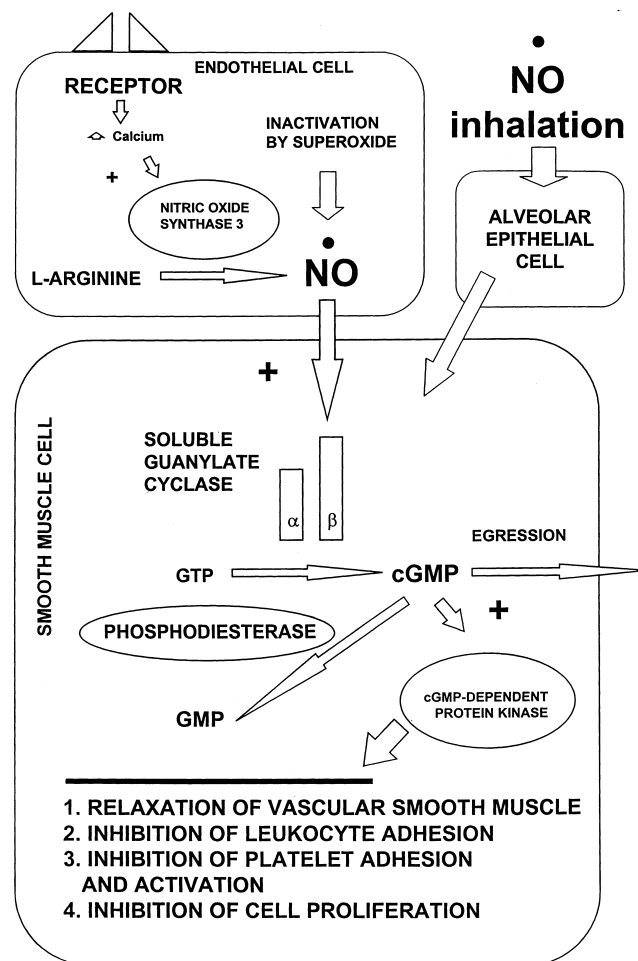 ENDOTHELIAL CELL
RECEPTOR
Calcium
+
NITRIC OXIDE
SYNTHASE 3
INACTIVATION
BY SUPEROXIDE
L-ARGININE
•
NO
•
NO
inhalation
ALVEOLAR
EPITHELIAL
CELL
SMOOTH MUSCLE CELL
+
SOLUBLE
GUANYLATE
CYCLASE
α
β
GTP
cGMP
EGRESSION
+
PHOSPHODIESTERASE
GMP
cGMP-DEPENDENT
PROTEIN KINASE
1. RELAXATION OF VASCULAR SMOOTH MUSCLE
2. INHIBITION OF LEUKOCYTE ADHESION
3. INHIBITION OF PLATELET ADHESION
AND ACTIVATION
4. INHIBITION OF CELL PROLIFERATION